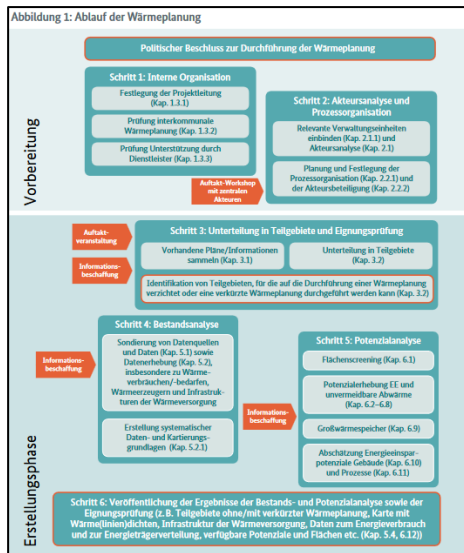 Abbildung 1: Ablauf der Wärmeplanung
Vorbereitung
Politischer Beschluss zur Durchführung der Wärmeplanung
Schritt 1: Interne Organisation
Festlegung der Projektleitung
(Kap. 1.3.1)
Prüfung interkommunale
Wärmeplanung (Kap. 1.3.2)
Prüfung Unterstützung durch
Dienstleister (Kap. 1.3.3)
Schritt 2: Akteursanalyse und
Prozessorganisation
Relevante Verwaltungseinheiten
einbinden (Kap. 2.1.1) und
Akteursanalyse (Kap. 2.1)
Planung und Festlegung der
Prozessorganisation (Kap. 2.2.1) und
der Akteursbeteiligung (Kap. 2.2.2)
Auftakt-Workshop
mit zentralen
Akteuren
Erstellungsphase
Auftakt-
veranstaltung
Informations-
beschaffung
Schritt 3: Unterteilung in Teilgebiete und Eignungsprüfung
Vorhandene Pläne/Informationen
sammeln (Kap. 3.1)
Unterteilung in Teilgebiete
(Kap. 3.2)
Identifikation von Teilgebieten, für die auf die Durchführung einer Wärmeplanung
verzichtet oder eine verkürzte Wärmeplanung durchgeführt werden kann (Kap. 3.2)
Informations-
beschaffung
Schritt 4: Bestandsanalyse
Sondierung von Datenquellen
und Daten (Kap. 5.1) sowie
Datenerhebung (Kap. 5.2),
insbesondere zu Wärme-
verbräuchen/-bedarfen,
Wärmeerzeugern und Infrastruk-
turen der Wärmeversorgung
Erstellung systematischer
Daten- und Kartierungs-
grundlagen (Kap. 5.2.1)
Informations-
beschaffung
Schritt 5: Potenzialanalyse
Flächenscreening (Kap. 6.1)
Potenzialerhebung EE und
unvermeidbare Abwärme
(Kap. 6.2–6.8)
Großwärmespeicher (Kap. 6.9)
Abschätzung Energieeinspar-
potenziale Gebäude (Kap. 6.10)
und Prozesse (Kap. 6.11)
Schritt 6: Veröffentlichung der Ergebnisse der Bestands- und Potenzialanalyse sowie der
Eignungsprüfung (z. B. Teilgebiete ohne/mit verkürzter Wärmeplanung, Karte mit
Wärme(linien)dichten, Infrastruktur der Wärmeversorgung, Daten zum Energieverbrauch
und zur Energieträgerverteilung, verfügbare Potenziale und Flächen etc. (Kap. 5.4, 6.12))